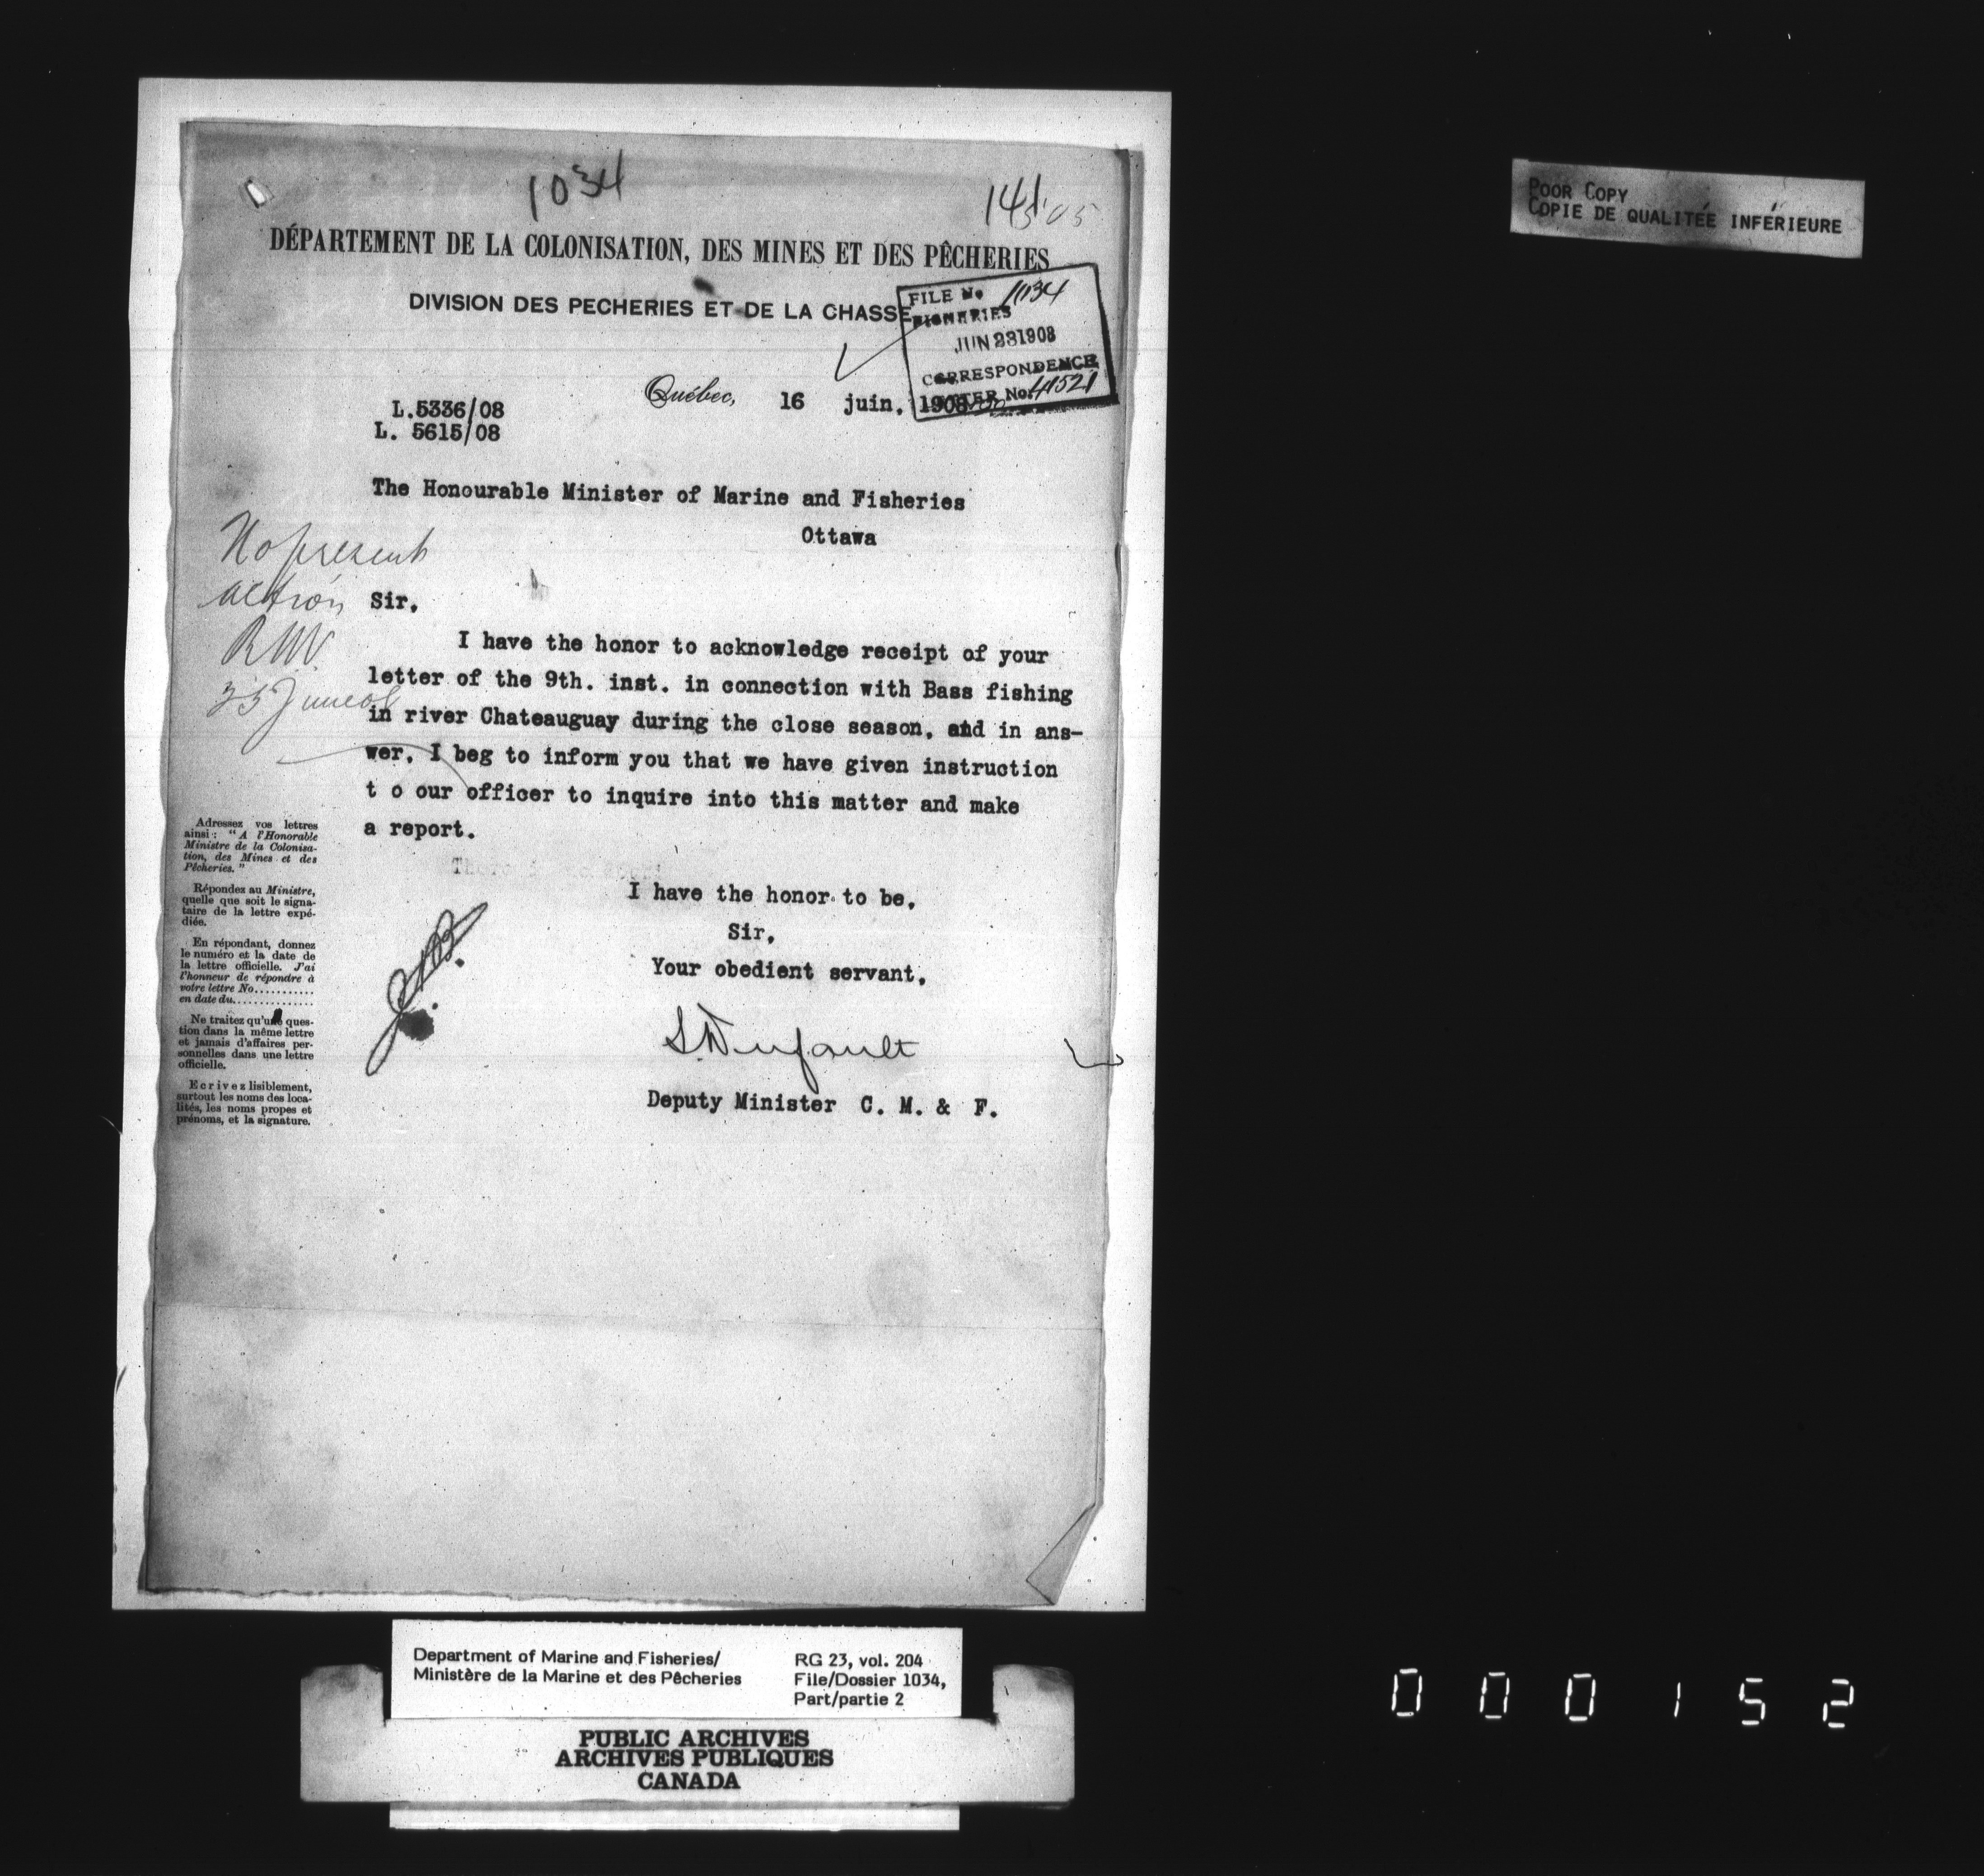 1034
DÉPARTEMENT DE LA COLONISATION, DES MINES ET DES PÊCHERIES
DIVISION DES PECHERIES ET DE LA CHASSE
FILE No. 1034
FISHERIES
JUN 23 1908
CORRESPONDENCE
LETTER No. 41521
Québec, 16 juin, 1908
L.5336/08
L. 5615/08
The Honourable Minister of Marine and Fisheries
Ottawa
No present
action
Sir,
I have the honor to acknowledge receipt of your
letter of the 9th. inst. in connection with Bass fishing
in river Chateauguay during the close season, and in ans-
wer, I beg to inform you that we have given instruction
t o our officer to inquire into this matter and make
a report.
I have the honor to be,
Sir,
Your obedient servant,
S. Dufault
Deputy Minister C. M. & F.
Adressez vos lettres
ainsi : "A l'Honorable
Ministre de la Colonisa-
tion, des Mines et des
Pêcheries."
Répondez au Ministre,
quelle que soit le signa-
taire de la lettre expé-
diée.
En répondant, donnez
le numéro et la date de
la lettre officielle. J'ai
l'honneur de répondre à
votre lettre No...........
en date du...............
Ne traitez qu'une ques-
tion dans la même lettre
et jamais d'affaires per-
sonnelles dans une lettre
officielle.
Ecrivez lisiblement,
surtout les noms des loca-
lités, les noms propes et
prénoms, et la signature.
POOR COPY
COPIE DE QUALITÉE INFÉRIEURE
Department of Marine and Fisheries/
Ministère de la Marine et des Pêcheries
RG 23, vol. 204
File/Dossier 1034,
Part/partie 2
PUBLIC ARCHIVES
ARCHIVES PUBLIQUES
CANADA
000152